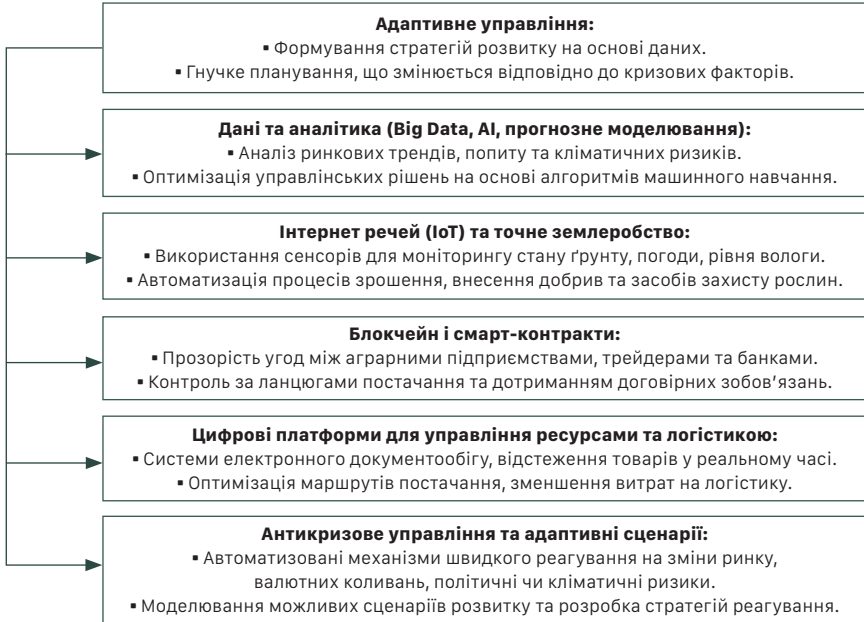 Адаптивне управління:
▪ Формування стратегій розвитку на основі даних.
▪ Гнучке планування, що змінюється відповідно до кризових факторів.
Дані та аналітика (Big Data, AI, прогнозне моделювання):
▪ Аналіз ринкових трендів, попиту та кліматичних ризиків.
▪ Оптимізація управлінських рішень на основі алгоритмів машинного навчання.
Інтернет речей (IoT) та точне землеробство:
▪ Використання сенсорів для моніторингу стану ґрунту, погоди, рівня вологи.
▪ Автоматизація процесів зрошення, внесення добрив та засобів захисту рослин.
Блокчейн і смарт-контракти:
▪ Прозорість угод між аграрними підприємствами, трейдерами та банками.
▪ Контроль за ланцюгами постачання та дотриманням договірних зобов’язань.
Цифрові платформи для управління ресурсами та логістикою:
▪ Системи електронного документообігу, відстеження товарів у реальному часі.
▪ Оптимізація маршрутів постачання, зменшення витрат на логістику.
Антикризове управління та адаптивні сценарії:
▪ Автоматизовані механізми швидкого реагування на зміни ринку,
валютних коливань, політичні чи кліматичні ризики.
▪ Моделювання можливих сценаріїв розвитку та розробка стратегій реагування.